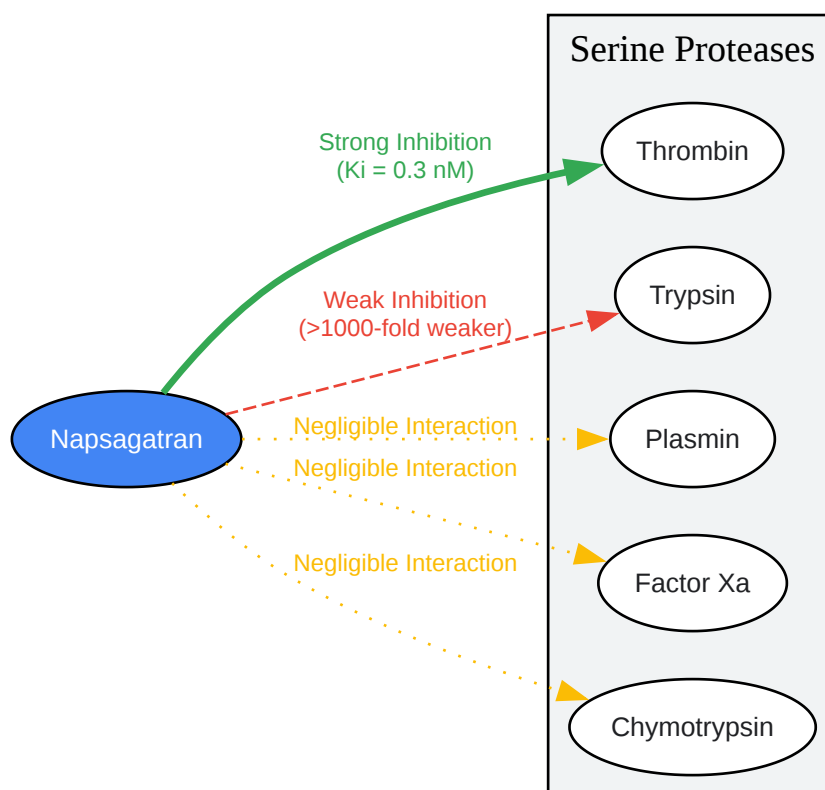 Serine Proteases
Strong Inhibition
(Ki = 0.3 nM)
Thrombin
Weak Inhibition
(>1000-fold weaker)
Trypsin
Napsagatran
Negligible Interaction
Plasmin
Negligible Interaction
Negligible Interaction
Factor Xa
Chymotrypsin